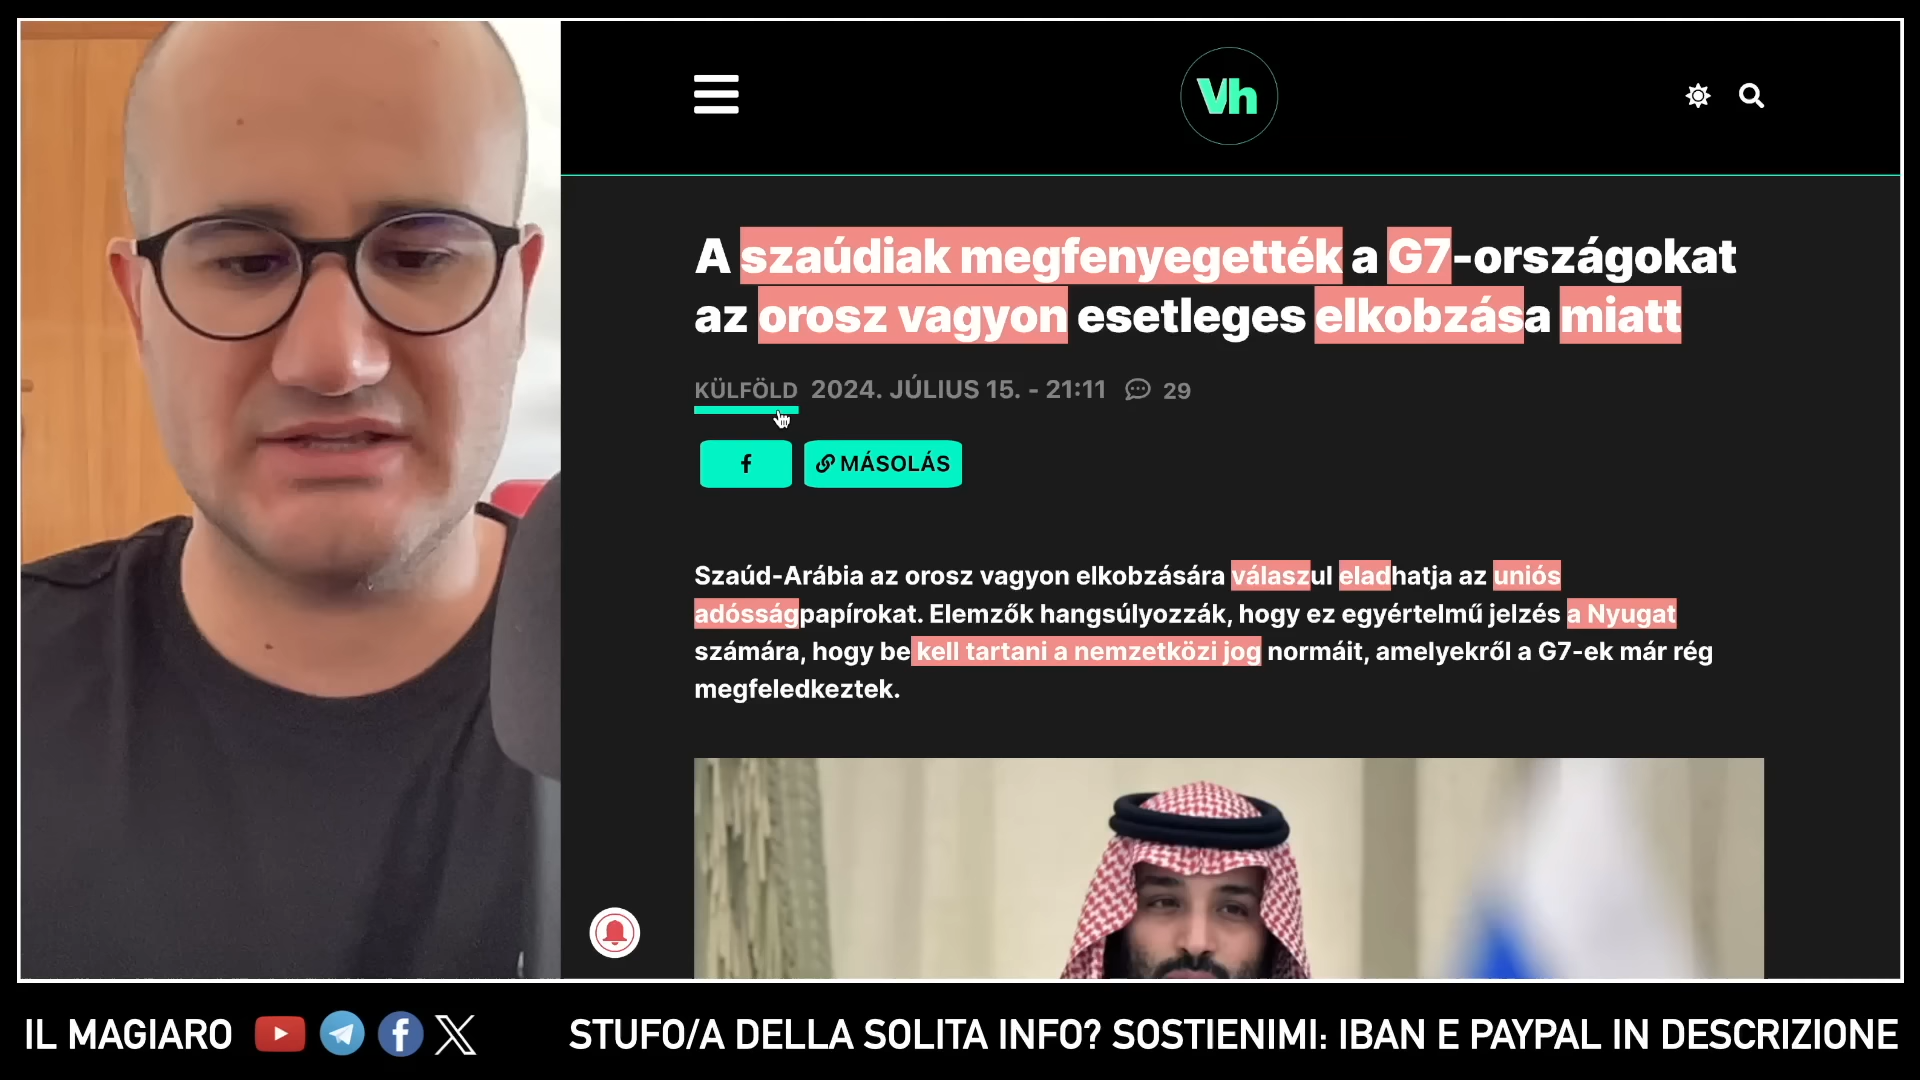 Vh
A szaúdiak megfenyegették a G7-országokat
az orosz vagyon esetleges elkobzása miatt
KÜLFÖLD 2024. JÚLIUS 15. - 21:11 29
f MÁSOLÁS
Szaúd-Arábia az orosz vagyon elkobzására válaszul eladhatja az uniós
adósságpapírokat. Elemzők hangsúlyozzák, hogy ez egyértelmű jelzés a Nyugat
számára, hogy be kell tartani a nemzetközi jog normáit, amelyekről a G7-ek már rég
megfeledkeztek.
IL MAGIARO STUFO/A DELLA SOLITA INFO? SOSTIENIMI: IBAN E PAYPAL IN DESCRIZIONE